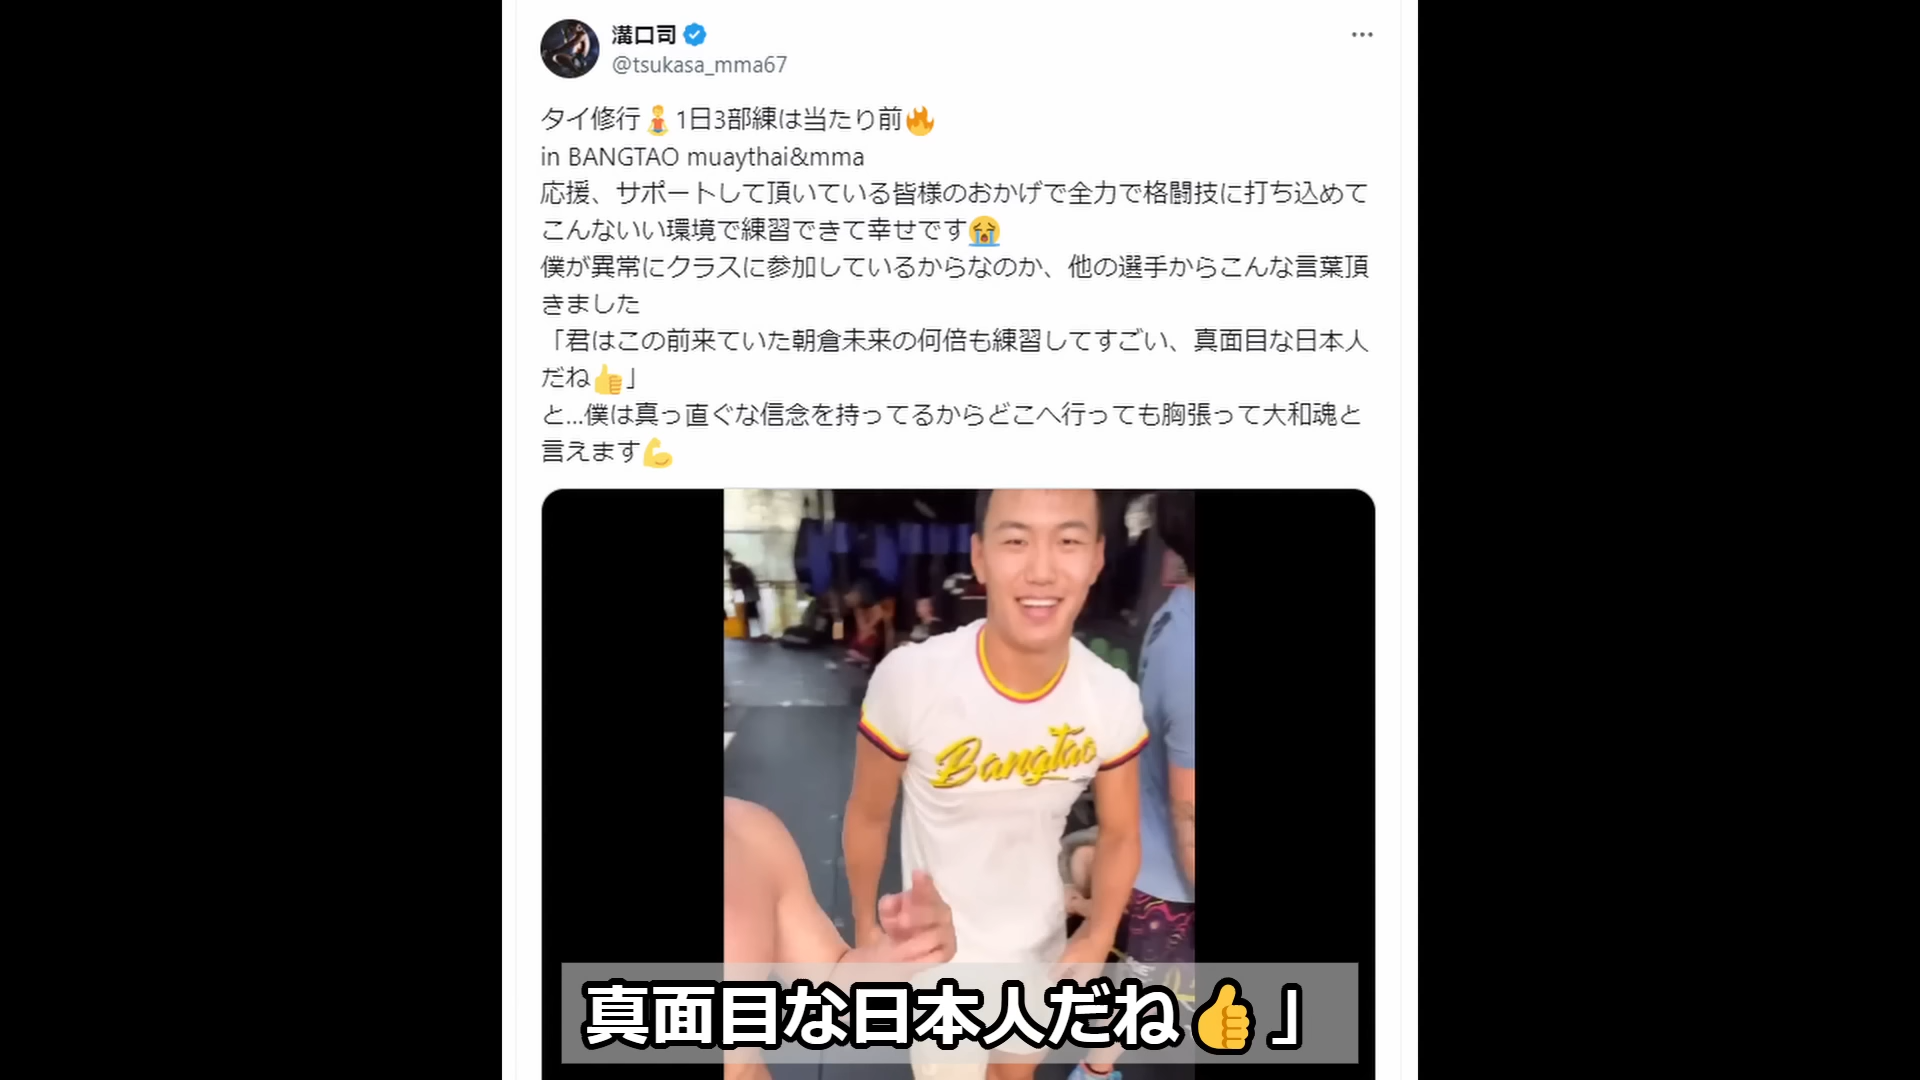 溝口司
@tsukasa_mma67
タイ修行🧘1日3部練は当たり前🔥
in BANGTAO muaythai&mma
応援、サポートして頂いている皆様のおかげで全力で格闘技に打ち込めて
こんないい環境で練習できて幸せです😭
僕が異常にクラスに参加しているからなのか、他の選手からこんな言葉頂
きました
「君はこの前来ていた朝倉未来の何倍も練習してすごい、真面目な日本人
だね👍」
と...僕は真っ直ぐな信念を持ってるからどこへ行っても胸張って大和魂と
言えます💪
Bangtao
真面目な日本人だね👍」